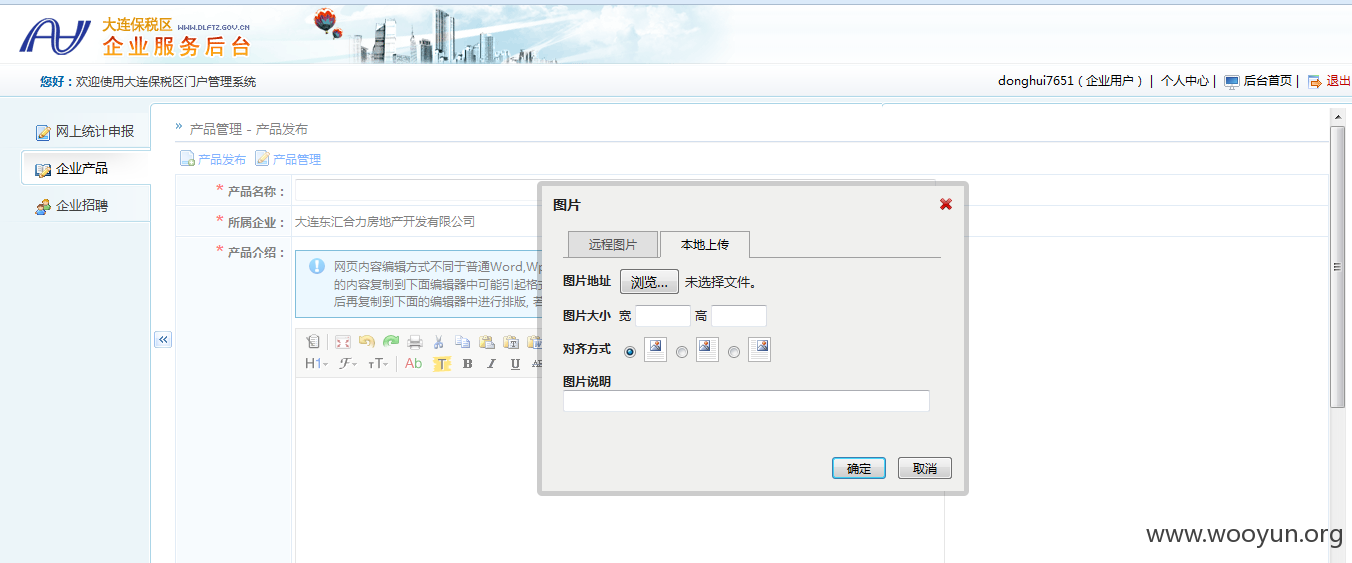 大连保税区 WWW.DLFTZ.GOV.CN
企业服务后台
您好：欢迎使用大连保税区门户管理系统
donghui7651（企业用户）| 个人中心 | 后台首页 | 退出
网上统计申报
企业产品
企业招聘
» 产品管理 - 产品发布
产品发布 产品管理
* 产品名称：
* 所属企业： 大连东汇合力房地产开发有限公司
* 产品介绍：
网页内容编辑方式不同于普通Word,Wp
的内容复制到下面编辑器中可能引起格式
后再复制到下面的编辑器中进行排版, 若
H1 F тT Ab T B I U
图片
远程图片 本地上传
图片地址 浏览... 未选择文件。
图片大小 宽 高
对齐方式
图片说明
确定 取消
www.wooyun.org